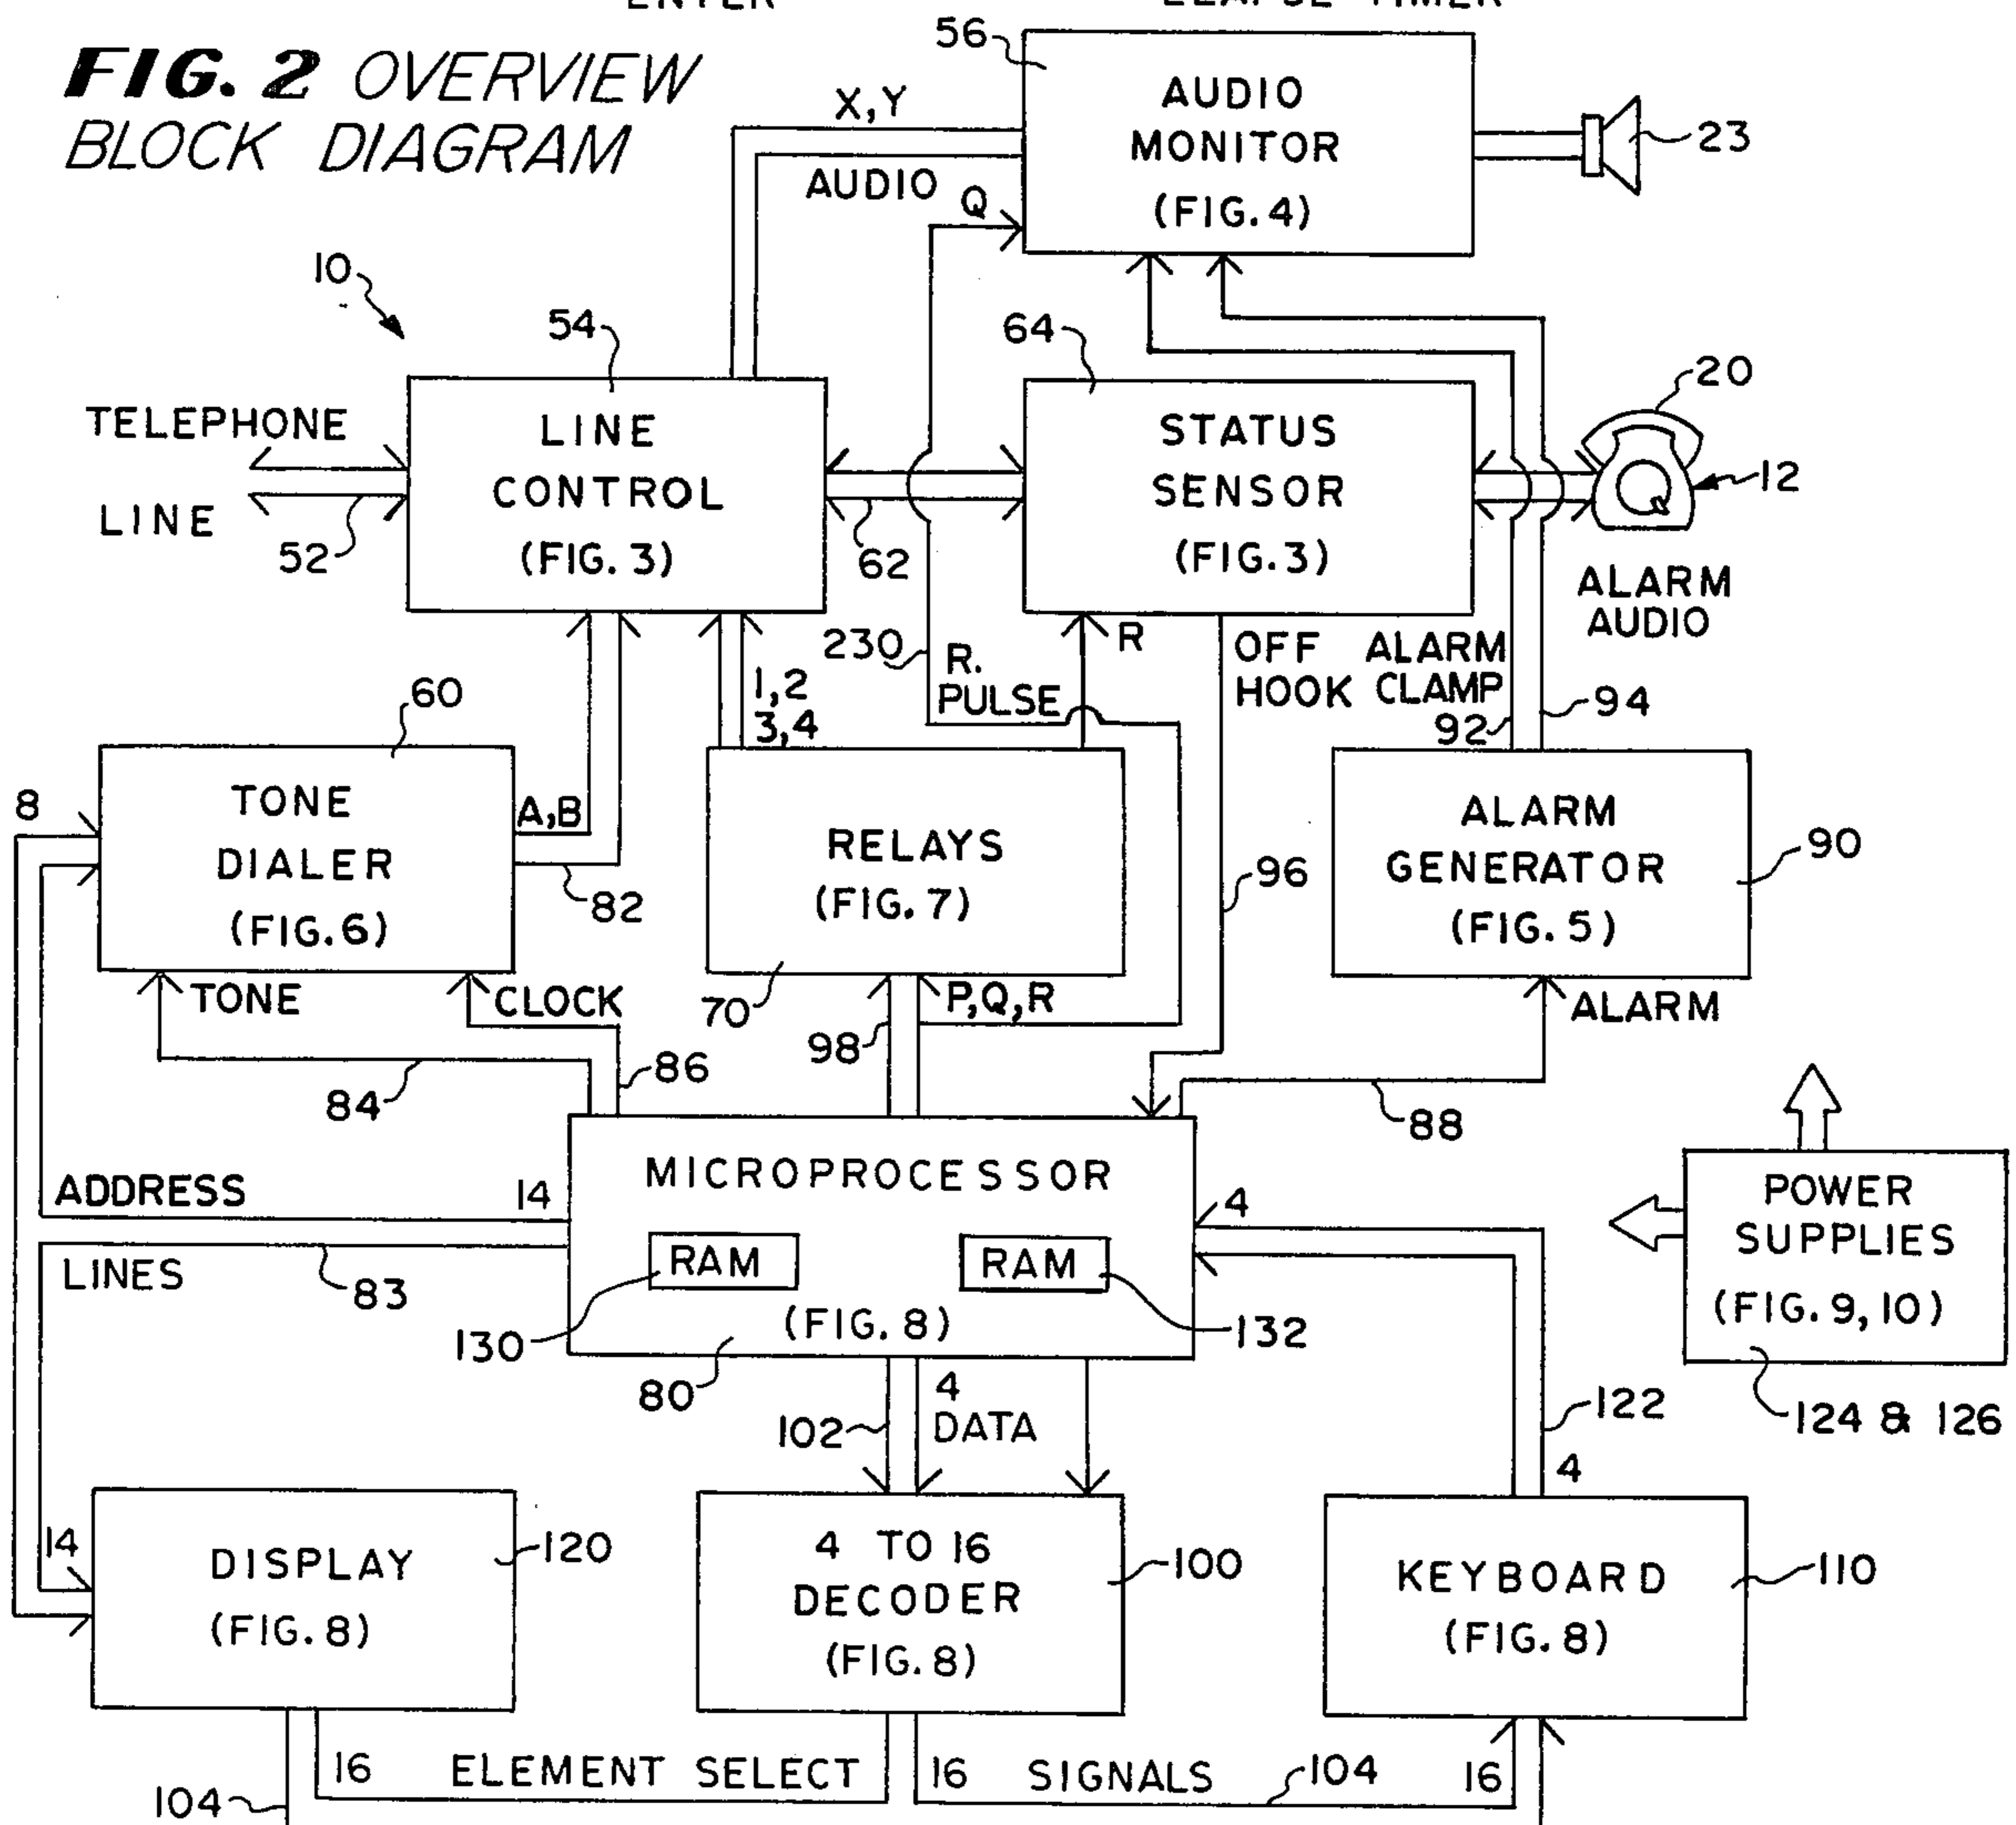 FIG. 2 OVERVIEW
BLOCK DIAGRAM
56
AUDIO
MONITOR
(FIG. 4)
23
X,Y
AUDIO
Q
10
54
LINE
CONTROL
(FIG. 3)
TELEPHONE
LINE
52
62
64
STATUS
SENSOR
(FIG. 3)
20
12
ALARM
AUDIO
230
R.
PULSE
R
OFF
HOOK
ALARM
CLAMP
92
94
1,2
3,4
60
TONE
DIALER
(FIG. 6)
8
A,B
82
RELAYS
(FIG. 7)
70
96
ALARM
GENERATOR
(FIG. 5)
90
TONE
CLOCK
84
86
98
P,Q,R
ALARM
88
ADDRESS
LINES
14
83
MICROPROCESSOR
RAM
RAM
(FIG. 8)
130
132
80
4
POWER
SUPPLIES
(FIG. 9, 10)
124 & 126
102
4
DATA
122
4
14
DISPLAY
(FIG. 8)
120
4 TO 16
DECODER
(FIG. 8)
100
KEYBOARD
(FIG. 8)
110
104
16
ELEMENT SELECT
16
SIGNALS
104
16